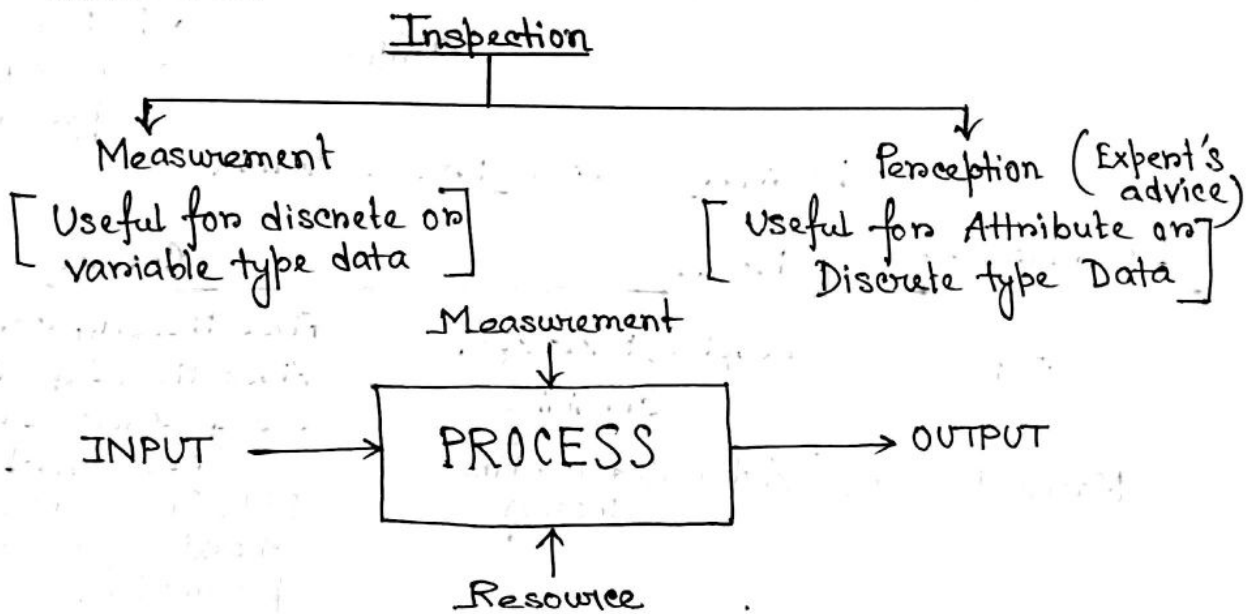 Inspection
Measurement
[Useful for discrete or
variable type data]
Perception (Expert's
advice)
[Useful for Attribute or
Discrete type Data]
Measurement
INPUT
PROCESS
OUTPUT
Resource